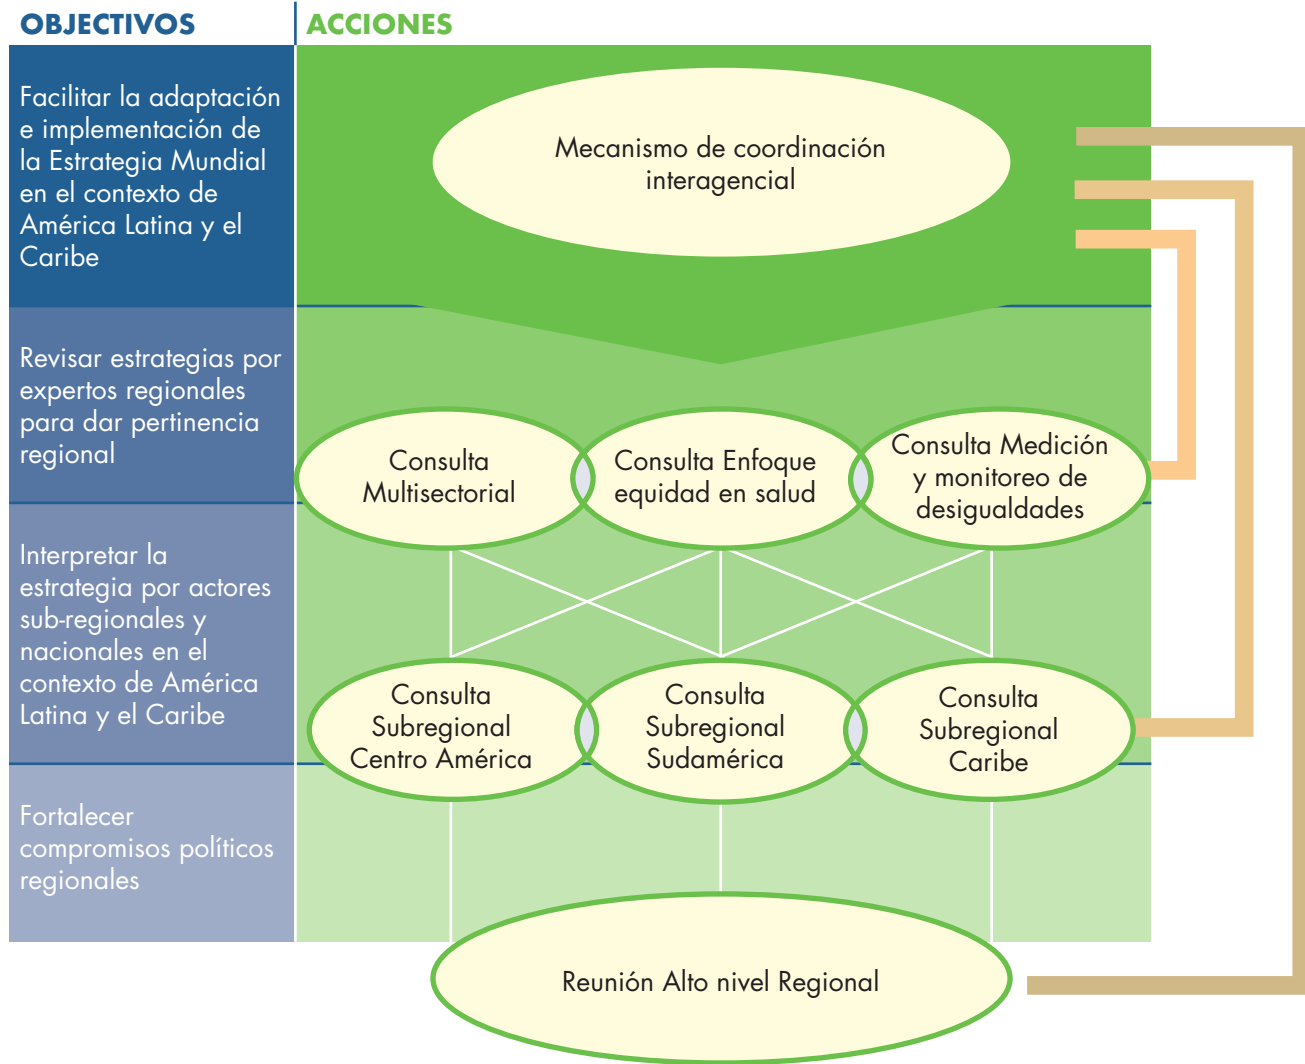 OBJECTIVOS
ACCIONES
Facilitar la adaptación
e implementación de
la Estrategia Mundial
en el contexto de
América Latina y el
Caribe
Mecanismo de coordinación
interagencial
Revisar estrategias por
expertos regionales
para dar pertinencia
regional
Consulta
Multisectorial
Consulta Enfoque
equidad en salud
Consulta Medición
y monitoreo de
desigualdades
Interpretar la
estrategia por actores
sub-regionales y
nacionales en el
contexto de América
Latina y el Caribe
Consulta
Subregional
Centro América
Consulta
Subregional
Sudamérica
Consulta
Subregional
Caribe
Fortalecer
compromisos políticos
regionales
Reunión Alto nivel Regional